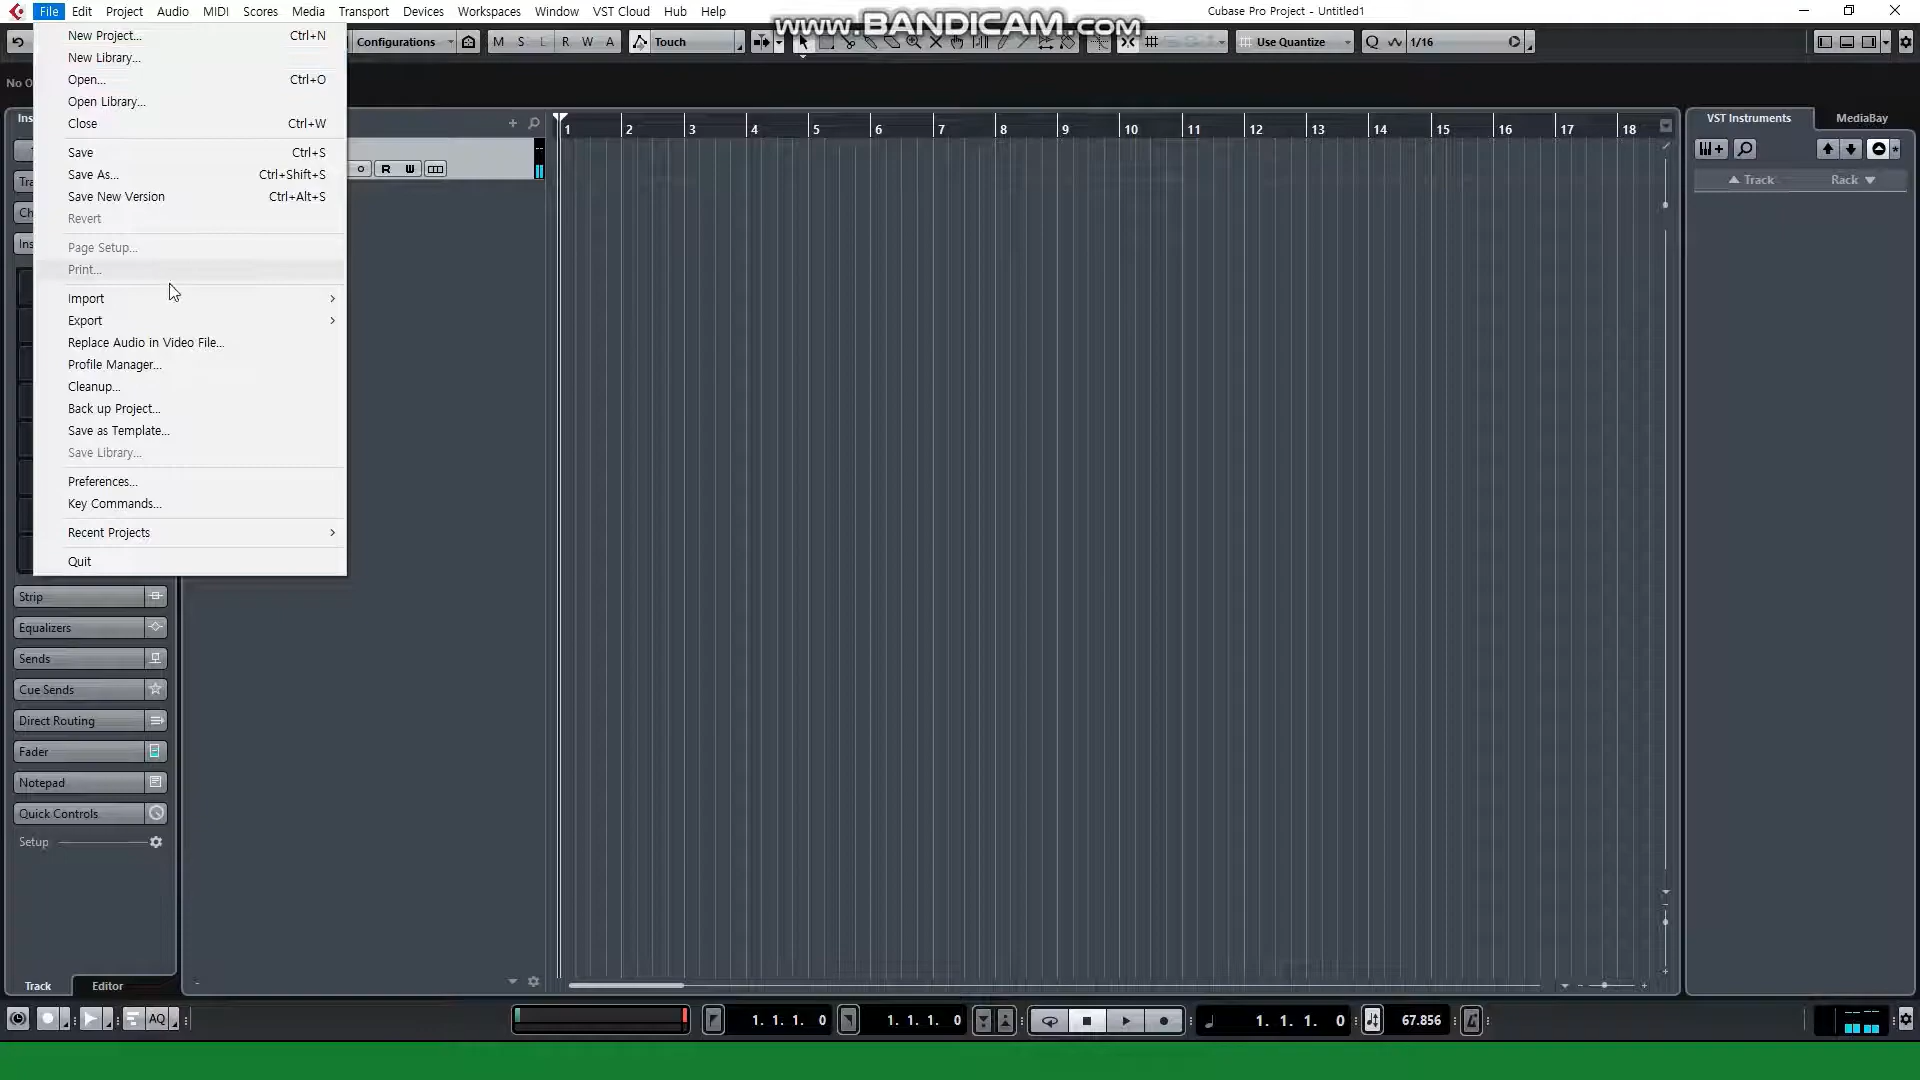 File Edit Project Audio MIDI Scores Media Transport Devices Workspaces Window VST Cloud Hub Help
www.BANDICAM.com
Cubase Pro Project - Untitled1
Configurations
M S L R W A
Touch
Use Quantize
Q
1/16
No O
New Project... Ctrl+N
New Library...
Open... Ctrl+O
Open Library...
Close Ctrl+W
Save Ctrl+S
Save As... Ctrl+Shift+S
Save New Version Ctrl+Alt+S
Revert
Page Setup...
Print...
Import
Export
Replace Audio in Video File...
Profile Manager...
Cleanup...
Back up Project...
Save as Template...
Save Library...
Preferences...
Key Commands...
Recent Projects
Quit
Ins
Tra
Ch
Ins
Strip
Equalizers
Sends
Cue Sends
Direct Routing
Fader
Notepad
Quick Controls
Setup
Track Editor
R W
1 2 3 4 5 6 7 8 9 10 11 12 13 14 15 16 17 18
VST Instruments MediaBay
Track Rack
AQ
1. 1. 1. 0
1. 1. 1. 0
1. 1. 1. 0
67.856